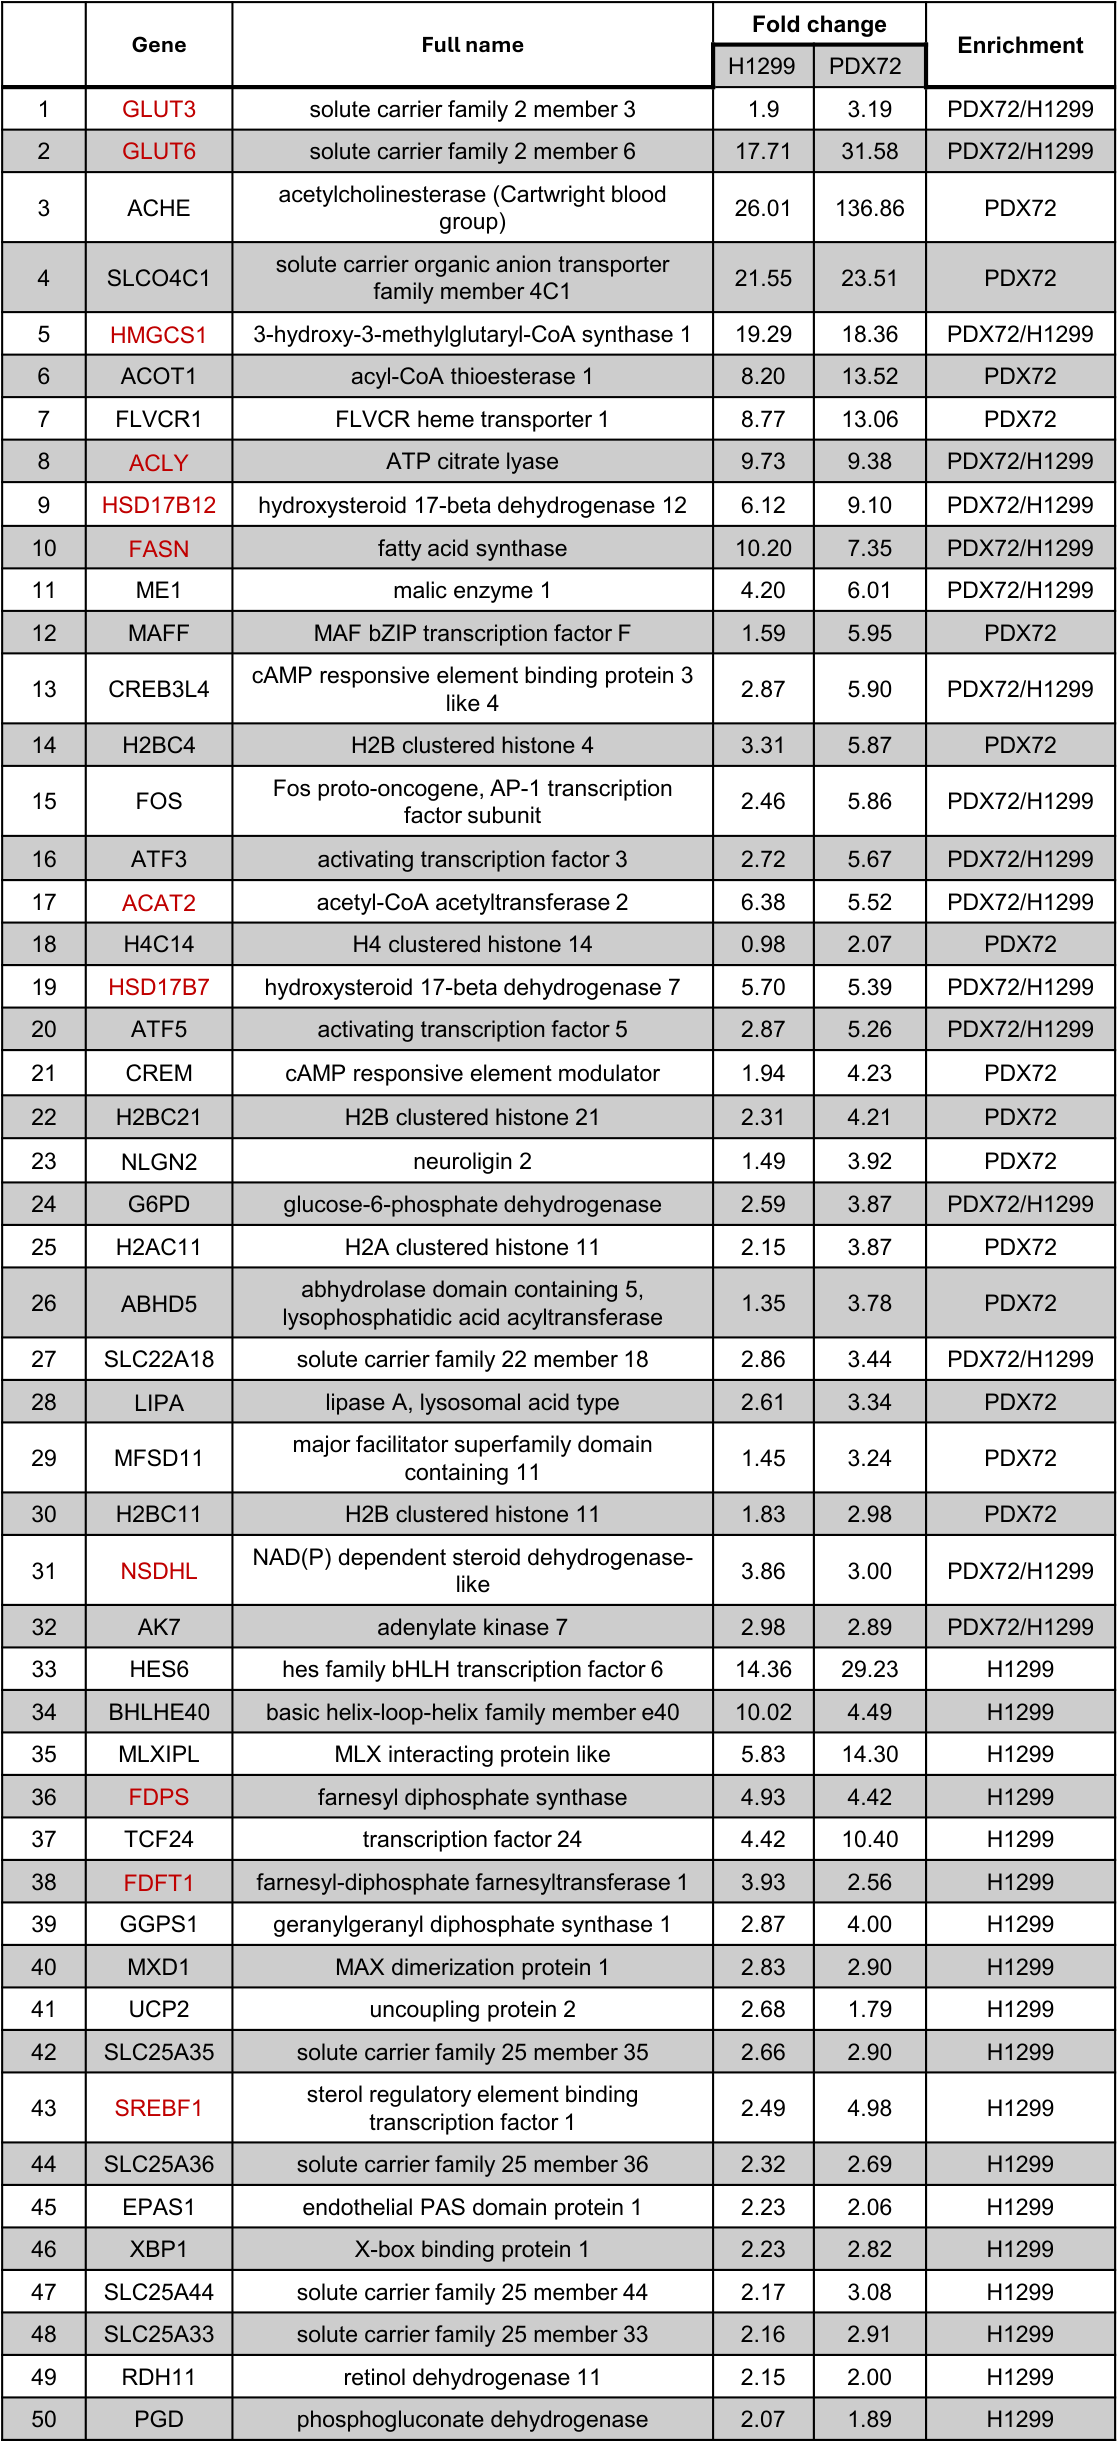 Gene Full name Fold change Enrichment
H1299 PDX72
1 GLUT3 solute carrier family 2 member 3 1.9 3.19 PDX72/H1299
2 GLUT6 solute carrier family 2 member 6 17.71 31.58 PDX72/H1299
3 ACHE acetylcholinesterase (Cartwright blood
group) 26.01 136.86 PDX72
4 SLCO4C1 solute carrier organic anion transporter
family member 4C1 21.55 23.51 PDX72
5 HMGCS1 3-hydroxy-3-methylglutaryl-CoA synthase 1 19.29 18.36 PDX72/H1299
6 ACOT1 acyl-CoA thioesterase 1 8.20 13.52 PDX72
7 FLVCR1 FLVCR heme transporter 1 8.77 13.06 PDX72
8 ACLY ATP citrate lyase 9.73 9.38 PDX72/H1299
9 HSD17B12 hydroxysteroid 17-beta dehydrogenase 12 6.12 9.10 PDX72/H1299
10 FASN fatty acid synthase 10.20 7.35 PDX72/H1299
11 ME1 malic enzyme 1 4.20 6.01 PDX72/H1299
12 MAFF MAF bZIP transcription factor F 1.59 5.95 PDX72
13 CREB3L4 cAMP responsive element binding protein 3
like 4 2.87 5.90 PDX72/H1299
14 H2BC4 H2B clustered histone 4 3.31 5.87 PDX72
15 FOS Fos proto-oncogene, AP-1 transcription
factor subunit 2.46 5.86 PDX72/H1299
16 ATF3 activating transcription factor 3 2.72 5.67 PDX72/H1299
17 ACAT2 acetyl-CoA acetyltransferase 2 6.38 5.52 PDX72/H1299
18 H4C14 H4 clustered histone 14 0.98 2.07 PDX72
19 HSD17B7 hydroxysteroid 17-beta dehydrogenase 7 5.70 5.39 PDX72/H1299
20 ATF5 activating transcription factor 5 2.87 5.26 PDX72/H1299
21 CREM cAMP responsive element modulator 1.94 4.23 PDX72
22 H2BC21 H2B clustered histone 21 2.31 4.21 PDX72
23 NLGN2 neuroligin 2 1.49 3.92 PDX72
24 G6PD glucose-6-phosphate dehydrogenase 2.59 3.87 PDX72/H1299
25 H2AC11 H2A clustered histone 11 2.15 3.87 PDX72
26 ABHD5 abhydrolase domain containing 5,
lysophosphatidic acid acyltransferase 1.35 3.78 PDX72
27 SLC22A18 solute carrier family 22 member 18 2.86 3.44 PDX72/H1299
28 LIPA lipase A, lysosomal acid type 2.61 3.34 PDX72
29 MFSD11 major facilitator superfamily domain
containing 11 1.45 3.24 PDX72
30 H2BC11 H2B clustered histone 11 1.83 2.98 PDX72
31 NSDHL NAD(P) dependent steroid dehydrogenase-
like 3.86 3.00 PDX72/H1299
32 AK7 adenylate kinase 7 2.98 2.89 PDX72/H1299
33 HES6 hes family bHLH transcription factor 6 14.36 29.23 H1299
34 BHLHE40 basic helix-loop-helix family member e40 10.02 4.49 H1299
35 MLXIPL MLX interacting protein like 5.83 14.30 H1299
36 FDPS farnesyl diphosphate synthase 4.93 4.42 H1299
37 TCF24 transcription factor 24 4.42 10.40 H1299
38 FDFT1 farnesyl-diphosphate farnesyltransferase 1 3.93 2.56 H1299
39 GGPS1 geranylgeranyl diphosphate synthase 1 2.87 4.00 H1299
40 MXD1 MAX dimerization protein 1 2.83 2.90 H1299
41 UCP2 uncoupling protein 2 2.68 1.79 H1299
42 SLC25A35 solute carrier family 25 member 35 2.66 2.90 H1299
43 SREBF1 sterol regulatory element binding
transcription factor 1 2.49 4.98 H1299
44 SLC25A36 solute carrier family 25 member 36 2.32 2.69 H1299
45 EPAS1 endothelial PAS domain protein 1 2.23 2.06 H1299
46 XBP1 X-box binding protein 1 2.23 2.82 H1299
47 SLC25A44 solute carrier family 25 member 44 2.17 3.08 H1299
48 SLC25A33 solute carrier family 25 member 33 2.16 2.91 H1299
49 RDH11 retinol dehydrogenase 11 2.15 2.00 H1299
50 PGD phosphogluconate dehydrogenase 2.07 1.89 H1299